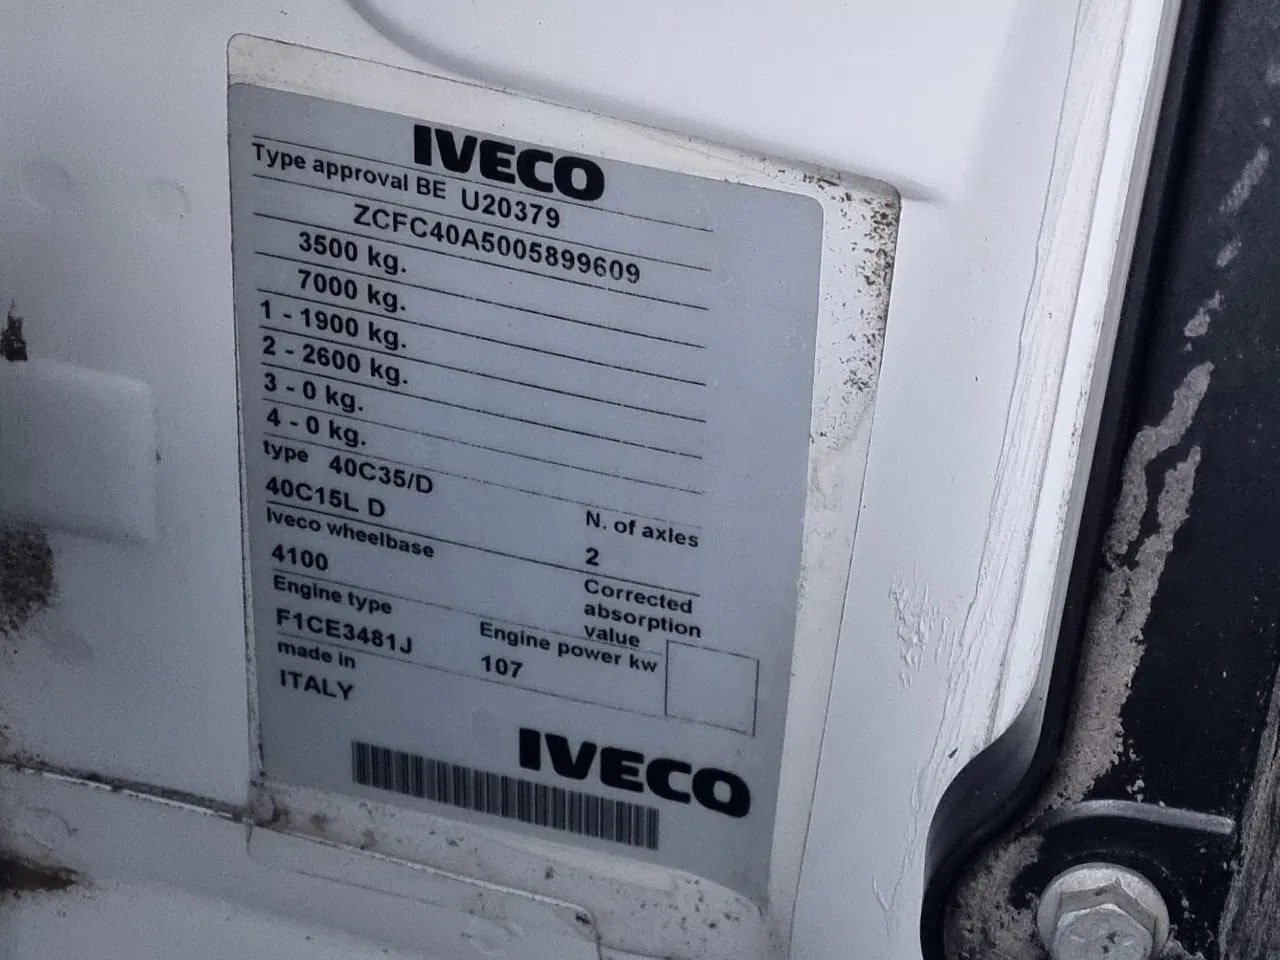 IVECO
Type approval BE U20379
ZCFC40A5005899609
3500 kg.
7000 kg.
1 - 1900 kg.
2 - 2600 kg.
3 - 0 kg.
4 - 0 kg.
type 40C35/D
40C15L D
N. of axles
2
Iveco wheelbase
4100
Corrected
absorption
value
Engine type
F1CE3481J
Engine power kw
107
made in
ITALY
IVECO